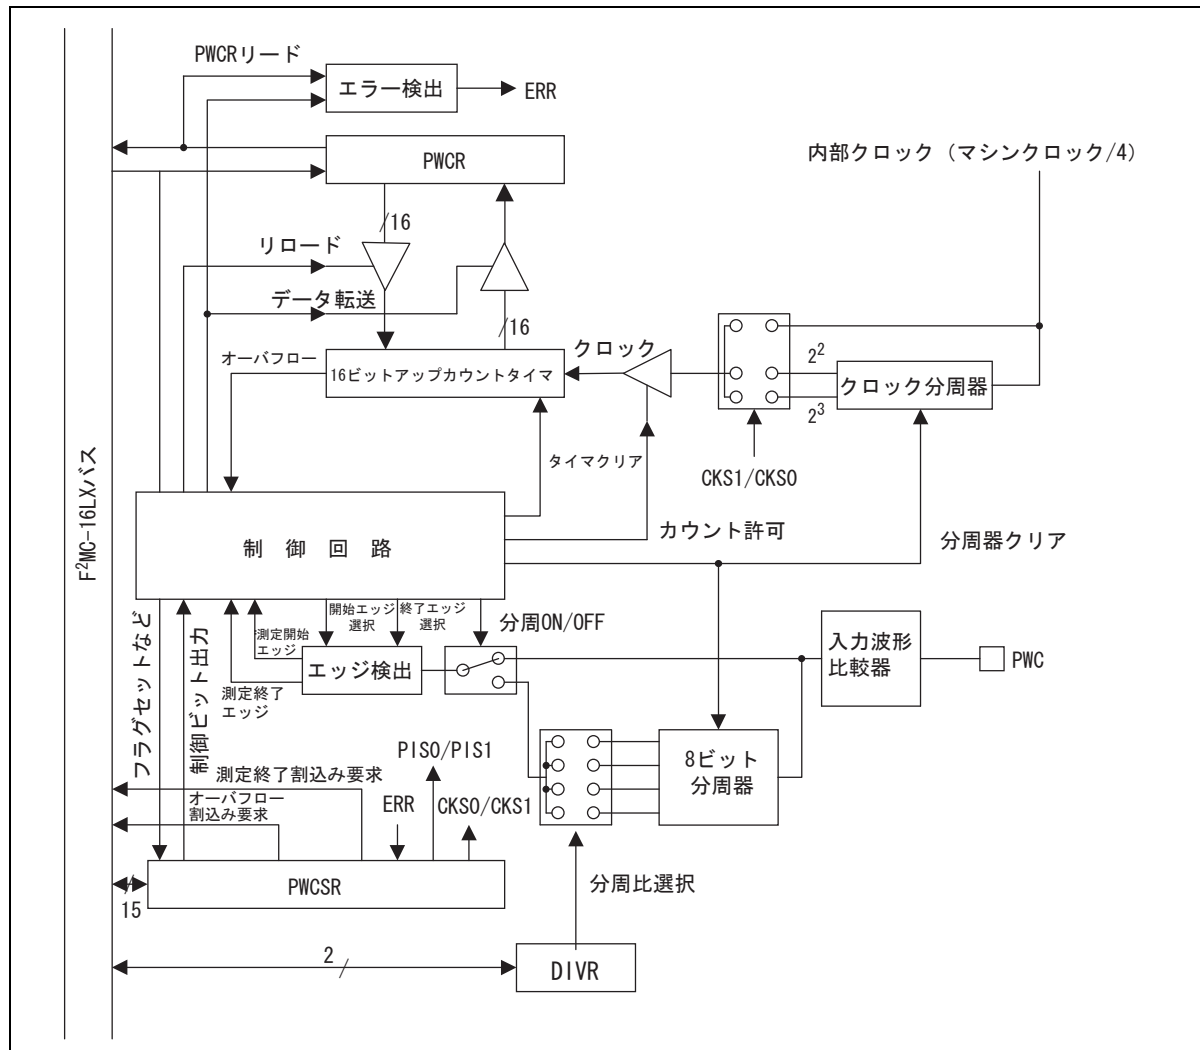 PWCRリード
エラー検出
ERR
PWCR
内部クロック（マシンクロック/4）
16
リロード
データ転送
16
オーバフロー
16ビットアップカウントタイマ
クロック
2²
クロック分周器
2³
タイマクリア
CKS1/CKS0
F²MC-16LXバス
制 御 回 路
カウント許可
分周器クリア
フラグセットなど
制御ビット出力
測定開始
エッジ
開始エッジ
選択
終了エッジ
選択
分周ON/OFF
エッジ検出
測定終了
エッジ
入力波形
比較器
PWC
8ビット
分周器
PIS0/PIS1
測定終了割込み要求
オーバフロー
割込み要求
ERR
CKS0/CKS1
PWCSR
15
分周比選択
2
DIVR